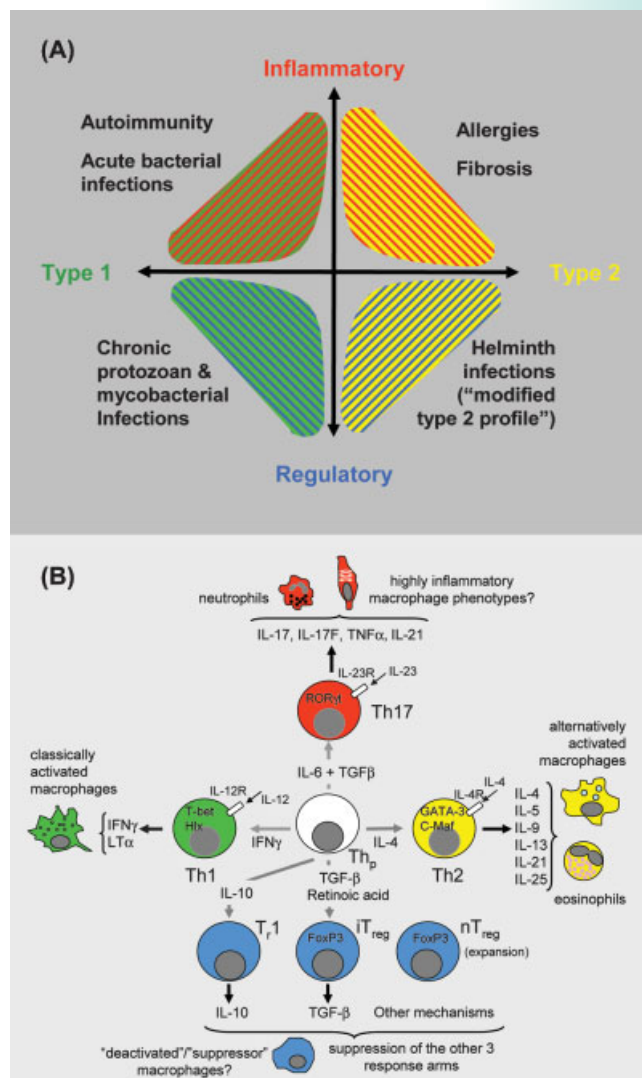 (A)
Inflammatory
Autoimmunity
Acute bacterial
infections
Allergies
Fibrosis
Type 1
Type 2
Chronic
protozoan &
mycobacterial
Infections
Helminth
infections
(“modified
type 2 profile”)
Regulatory
(B)
neutrophils
highly inflammatory
macrophage phenotypes?
IL-17, IL-17F, TNFα, IL-21
IL-23R
IL-23
RORγt
Th17
classically
activated
macrophages
alternatively
activated
macrophages
IL-6 + TGFβ
IFNγ
LTα
T-bet
Hlx
IL-12R
IL-12
Th1
IFNγ
Thp
IL-4
GATA-3
C-Maf
IL-4R
IL-4
Th2
IL-4
IL-5
IL-9
IL-13
IL-21
IL-25
eosinophils
IL-10
TGF-β
Retinoic acid
Tr1
FoxP3
iTreg
FoxP3
nTreg
(expansion)
IL-10
TGF-β
Other mechanisms
“deactivated”/“suppressor”
macrophages?
suppression of the other 3
response arms